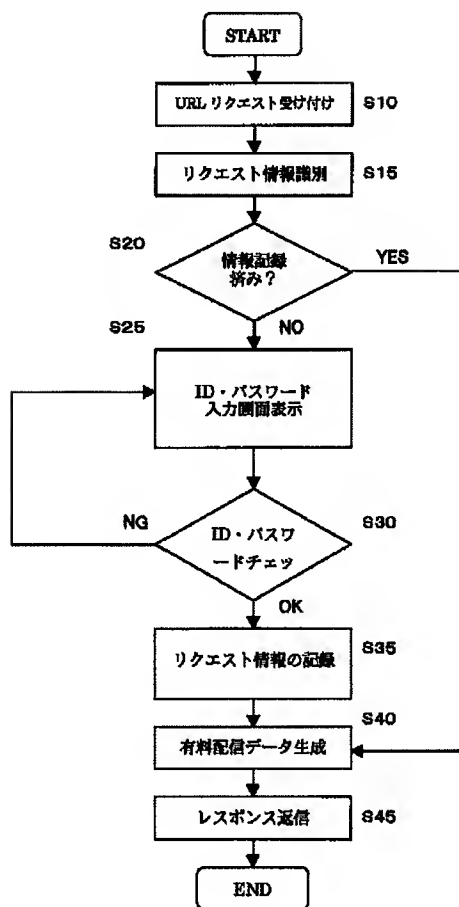 START
URL リクエスト受け付け S10
リクエスト情報識別 S15
S20
情報記録
済み？
YES
S25
NO
ID・パスワード
入力画面表示
NG
S30
ID・パスワ
ードチェッ
OK
リクエスト情報の記録 S35
S40
有料配信データ生成
レスポンス返信 S45
END